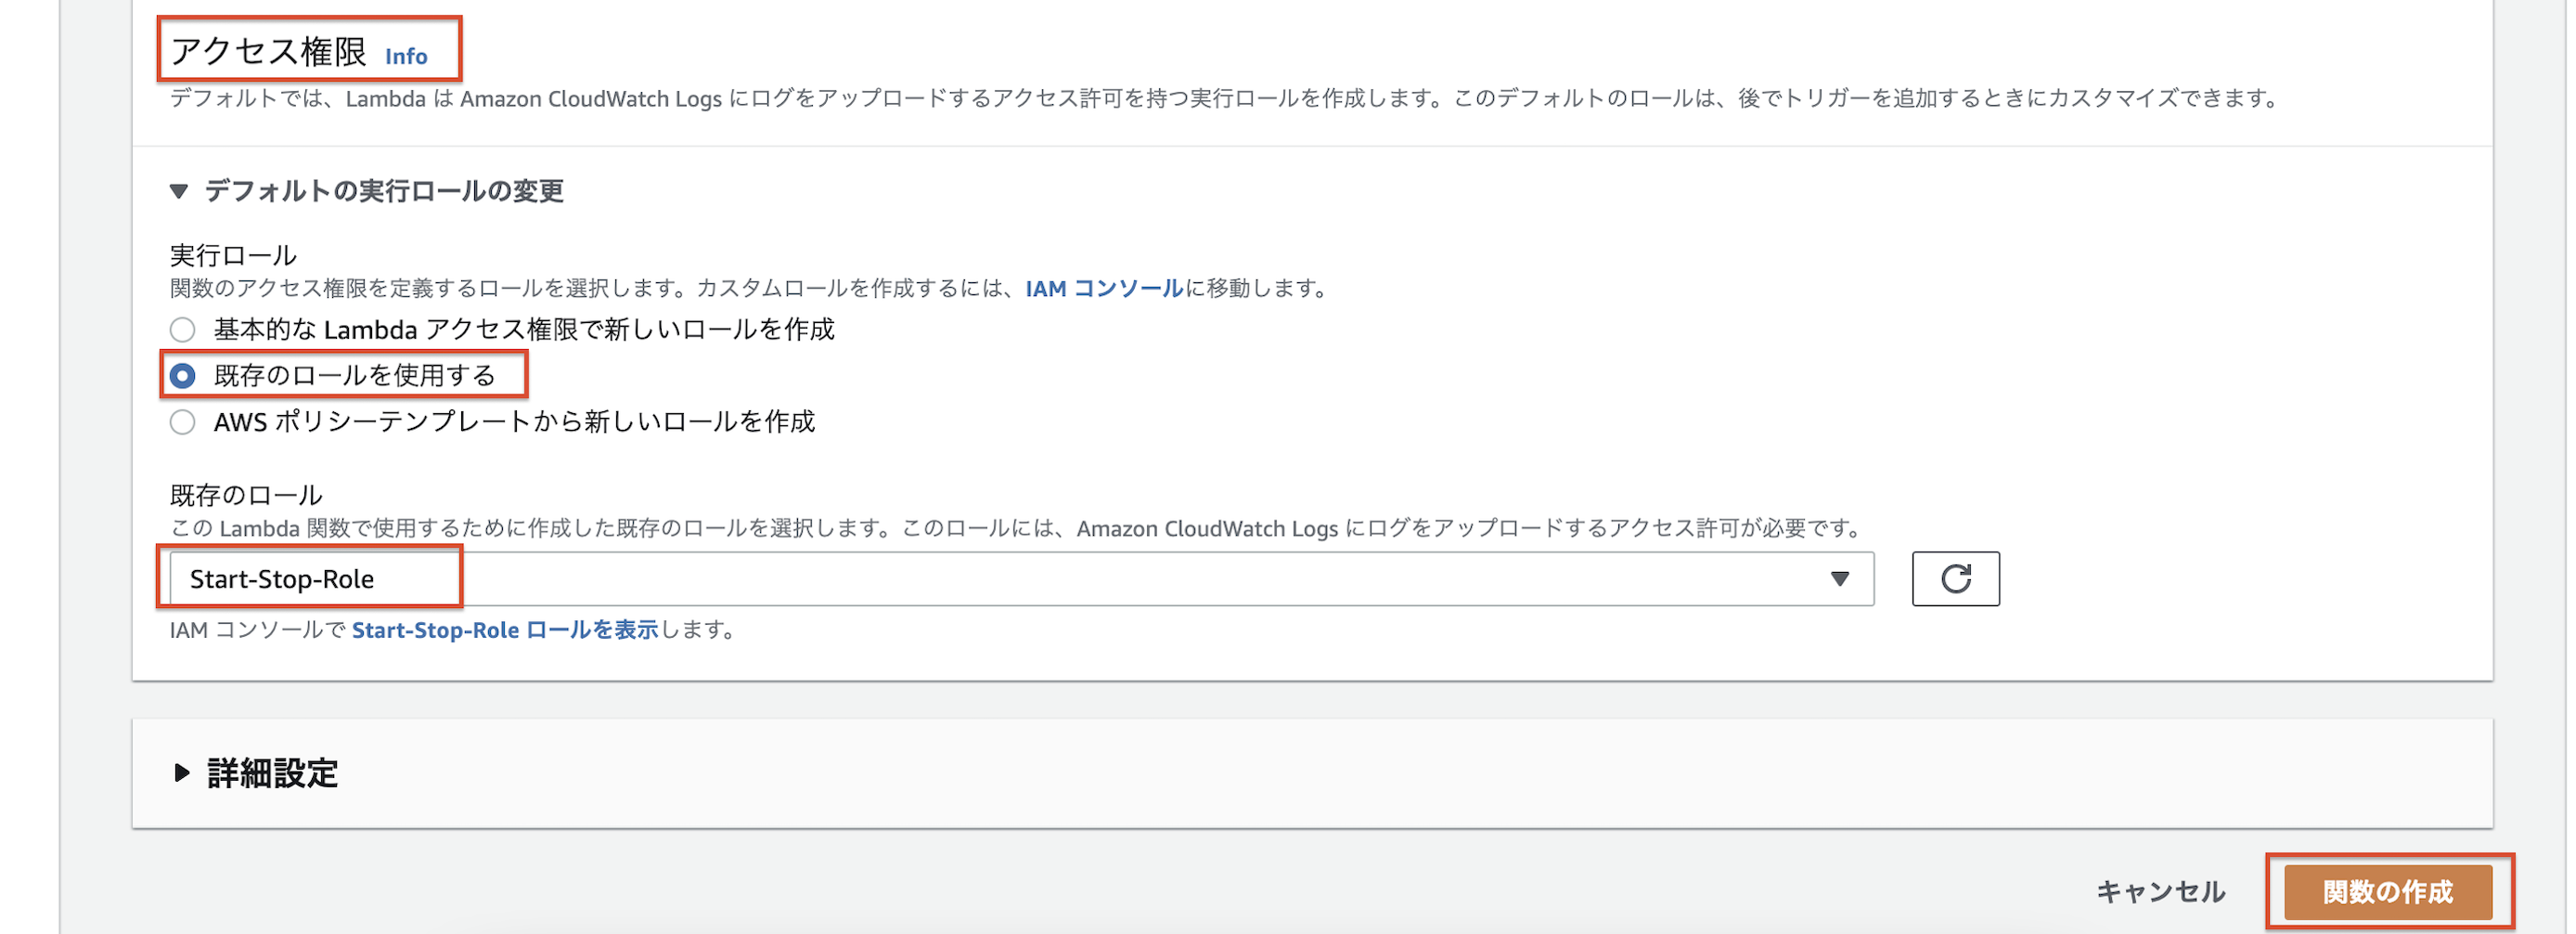 アクセス権限 Info
デフォルトでは、Lambda は Amazon CloudWatch Logs にログをアップロードするアクセス許可を持つ実行ロールを作成します。このデフォルトのロールは、後でトリガーを追加するときにカスタマイズできます。
▼ デフォルトの実行ロールの変更
実行ロール
関数のアクセス権限を定義するロールを選択します。カスタムロールを作成するには、IAM コンソールに移動します。
基本的な Lambda アクセス権限で新しいロールを作成
既存のロールを使用する
AWS ポリシーテンプレートから新しいロールを作成
既存のロール
この Lambda 関数で使用するために作成した既存のロールを選択します。このロールには、Amazon CloudWatch Logs にログをアップロードするアクセス許可が必要です。
Start-Stop-Role
IAM コンソールで Start-Stop-Role ロールを表示します。
▶ 詳細設定
キャンセル 関数の作成